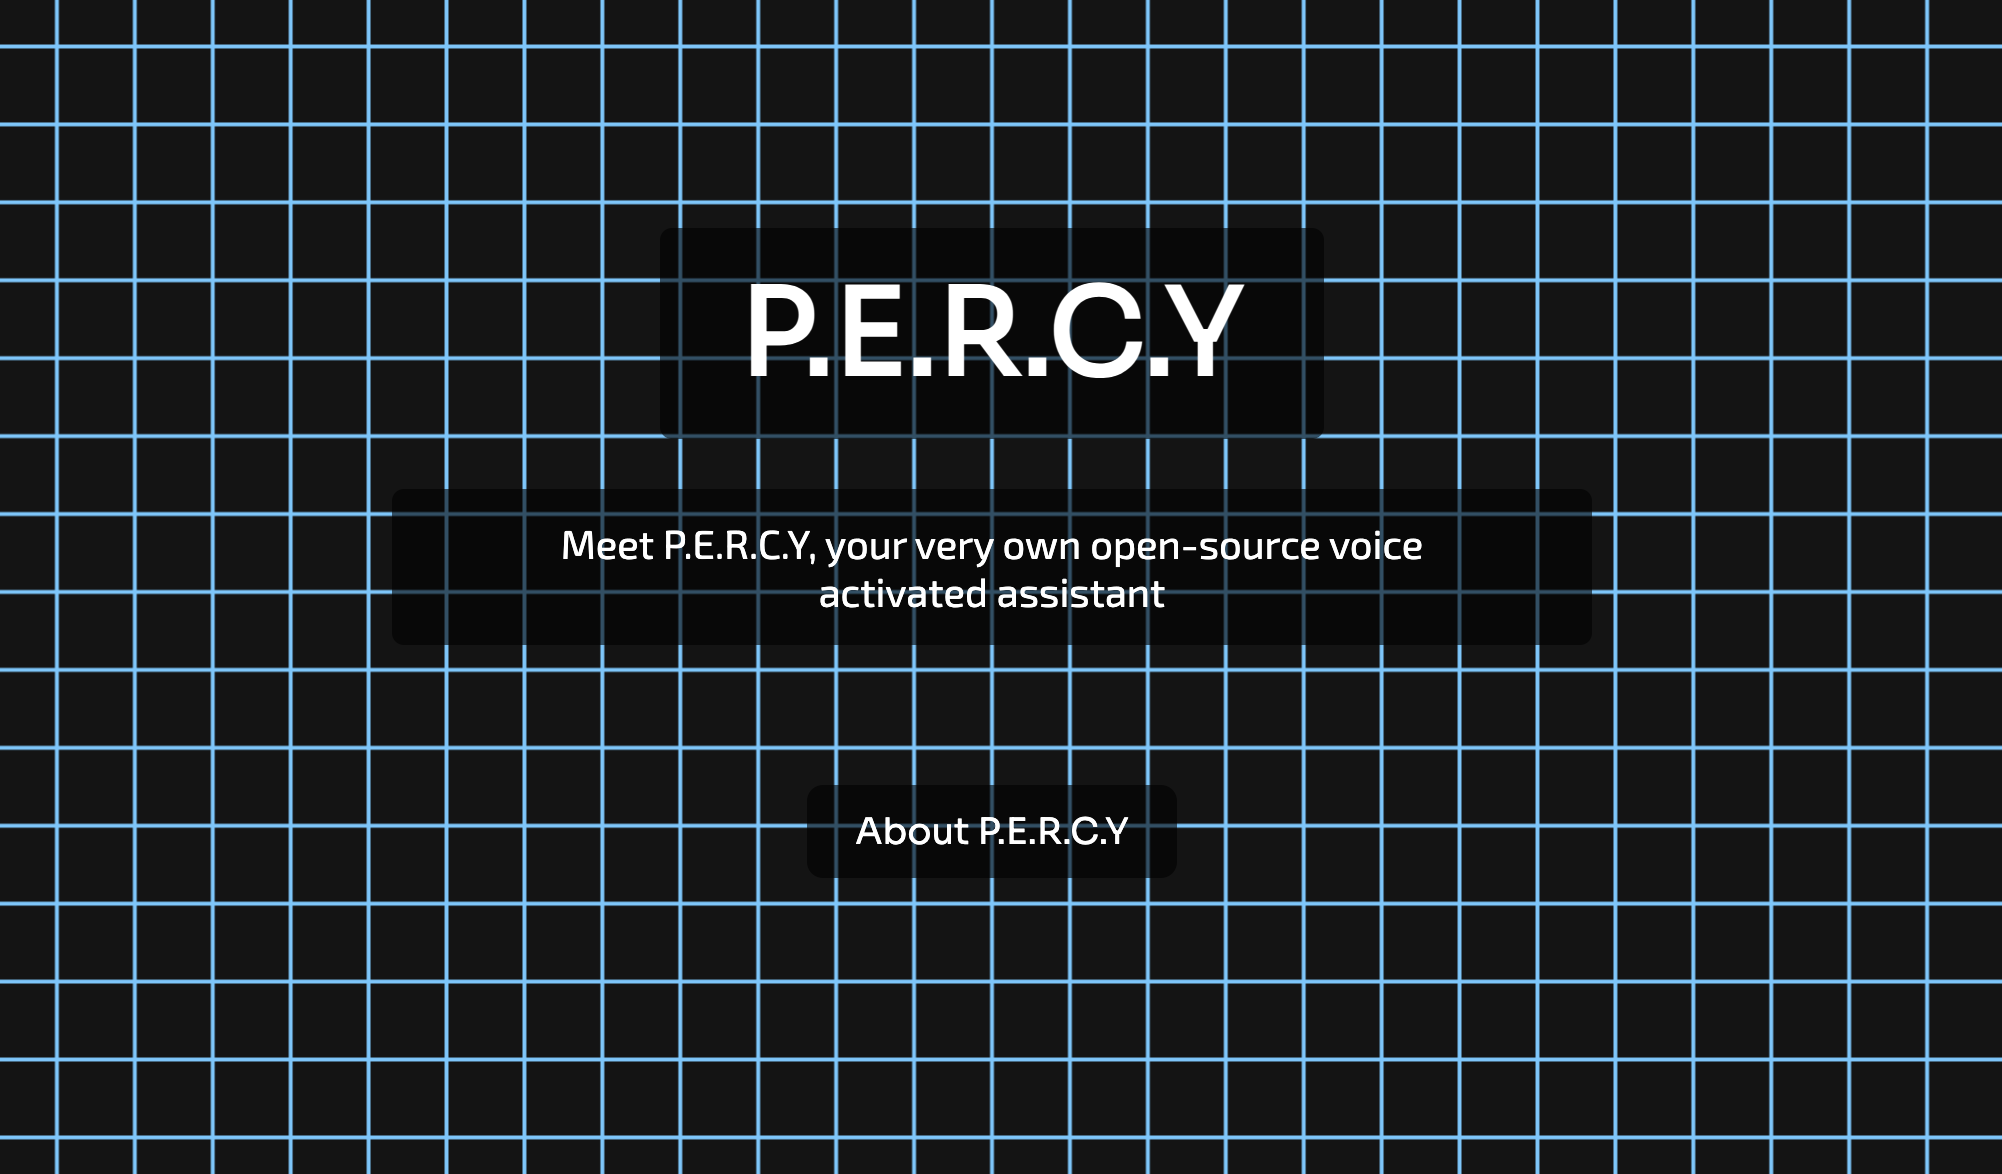 P.E.R.C.Y
Meet P.E.R.C.Y, your very own open-source voice
activated assistant
About P.E.R.C.Y